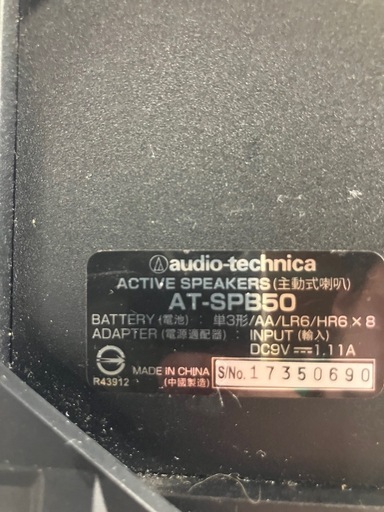 audio-technica
ACTIVE SPEAKERS (主動式喇叭)
AT-SPB50
BATTERY (電池) : 単3形/AA/LR6/HR6×8
ADAPTER (電源適配器) : INPUT (輸入)
DC9V⎓1.11A
R43912
MADE IN CHINA
(中國製造)
S/No. 17350690